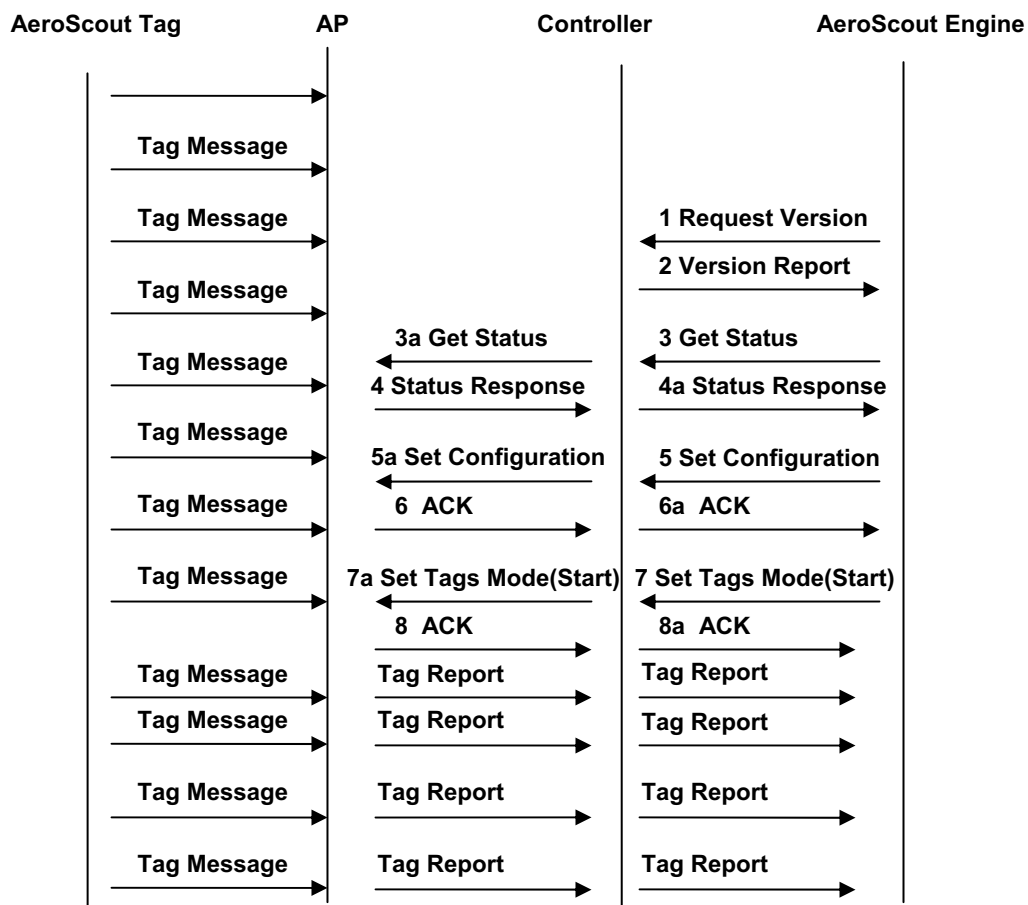 AeroScout Tag AP Controller AeroScout Engine
Tag Message
Tag Message 1 Request Version
2 Version Report
Tag Message
3a Get Status 3 Get Status
Tag Message
4 Status Response 4a Status Response
Tag Message
5a Set Configuration 5 Set Configuration
Tag Message 6 ACK 6a ACK
Tag Message 7a Set Tags Mode(Start) 7 Set Tags Mode(Start)
8 ACK 8a ACK
Tag Message Tag Report Tag Report
Tag Message Tag Report Tag Report
Tag Message Tag Report Tag Report
Tag Message Tag Report Tag Report